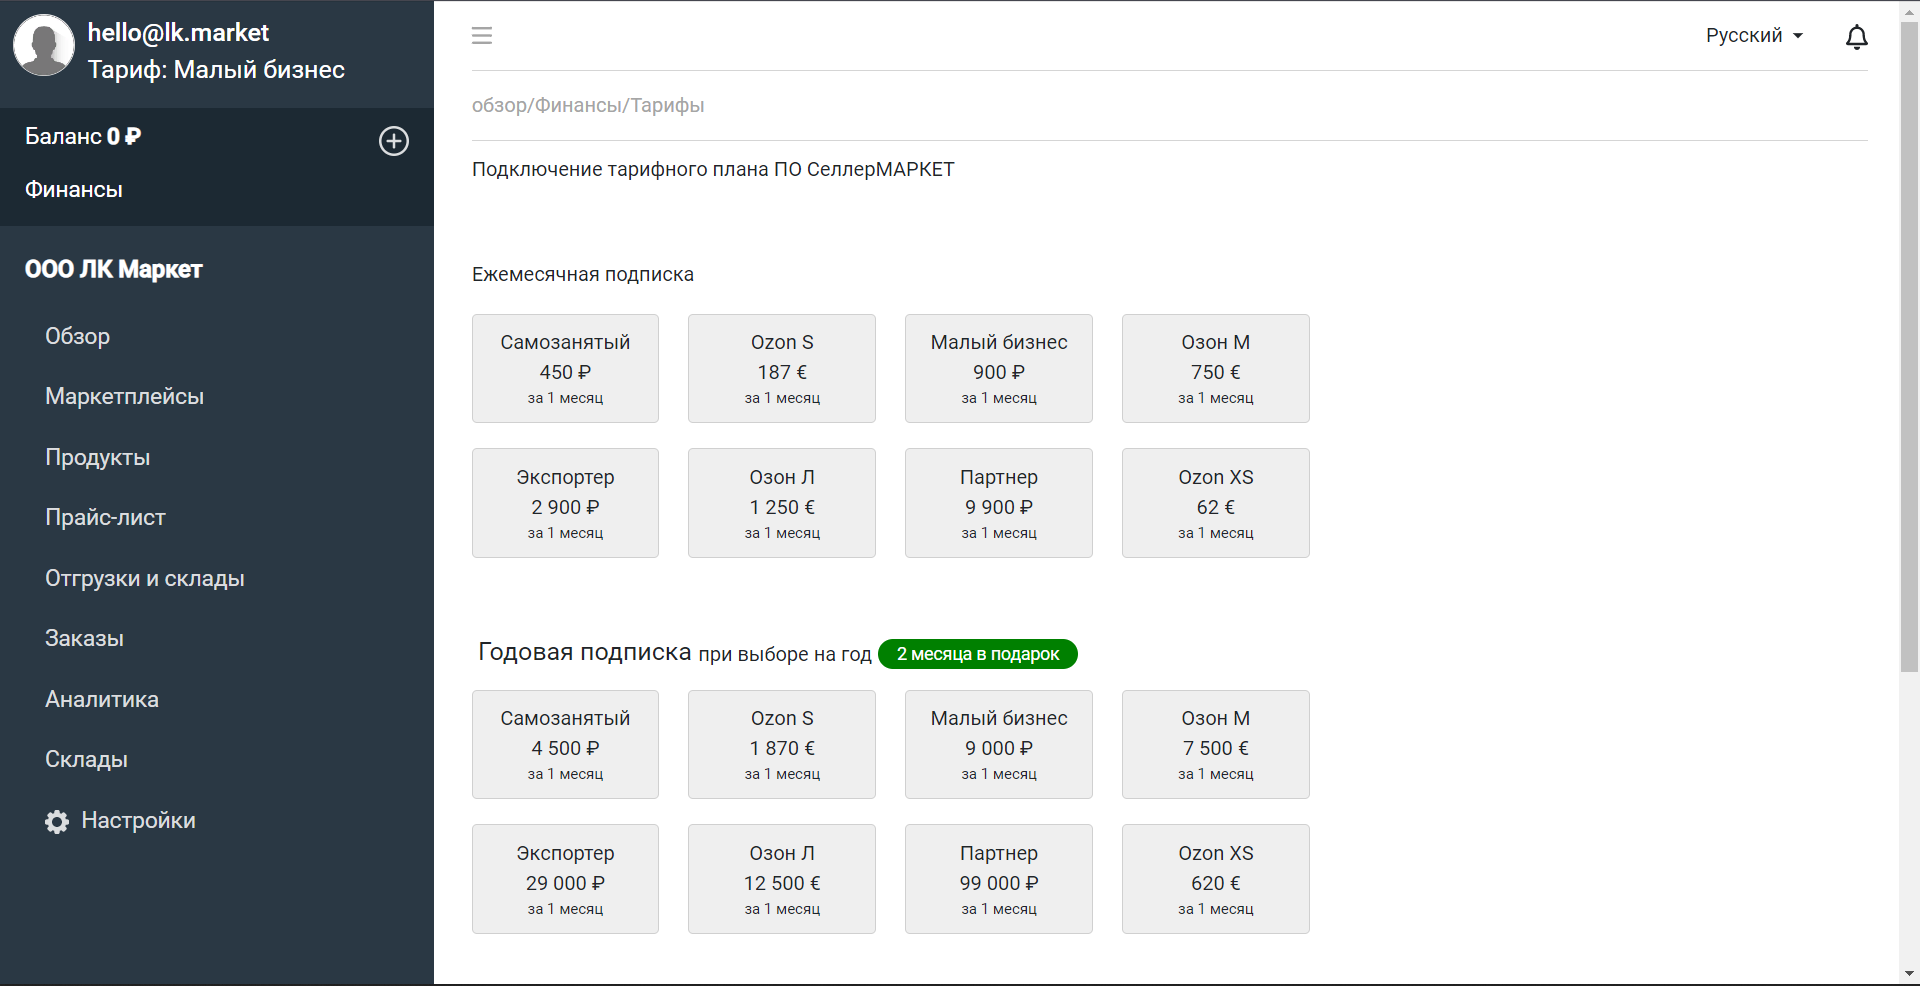 hello@lk.market
Тариф: Малый бизнес
Баланс 0 ₽
Финансы
ООО ЛК Маркет
Обзор
Маркетплейсы
Продукты
Прайс-лист
Отгрузки и склады
Заказы
Аналитика
Склады
Настройки
Русский
обзор/Финансы/Тарифы
Подключение тарифного плана ПО СеллерМАРКЕТ
Ежемесячная подписка
Самозанятый
450 ₽
за 1 месяц
Ozon S
187 €
за 1 месяц
Малый бизнес
900 ₽
за 1 месяц
Озон М
750 €
за 1 месяц
Экспортер
2 900 ₽
за 1 месяц
Озон Л
1 250 €
за 1 месяц
Партнер
9 900 ₽
за 1 месяц
Ozon XS
62 €
за 1 месяц
Годовая подписка при выборе на год 2 месяца в подарок
Самозанятый
4 500 ₽
за 1 месяц
Ozon S
1 870 €
за 1 месяц
Малый бизнес
9 000 ₽
за 1 месяц
Озон М
7 500 €
за 1 месяц
Экспортер
29 000 ₽
за 1 месяц
Озон Л
12 500 €
за 1 месяц
Партнер
99 000 ₽
за 1 месяц
Ozon XS
620 €
за 1 месяц